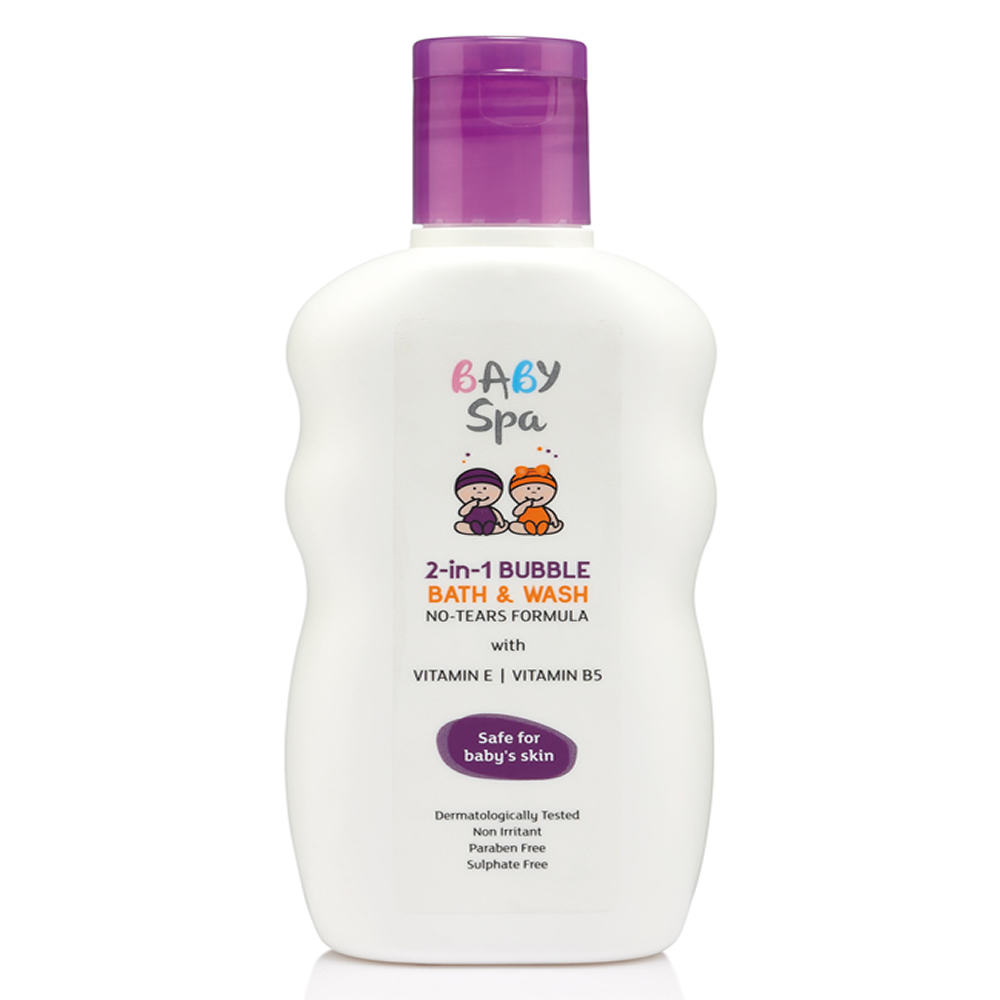 BABY
Spa
2-in-1 BUBBLE
BATH & WASH
NO-TEARS FORMULA
with
VITAMIN E | VITAMIN B5
Safe for
baby's skin
Dermatologically Tested
Non Irritant
Paraben Free
Sulphate Free